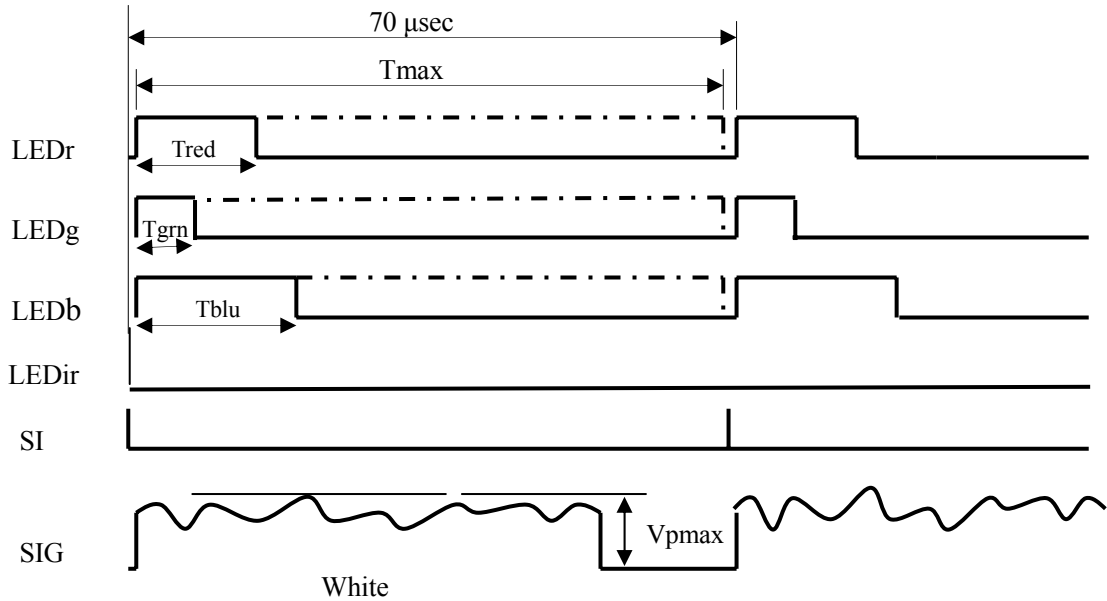 70 μsec
Tmax
LEDr
Tred
LEDg
Tgrn
LEDb
Tblu
LEDir
SI
SIG
Vpmax
White